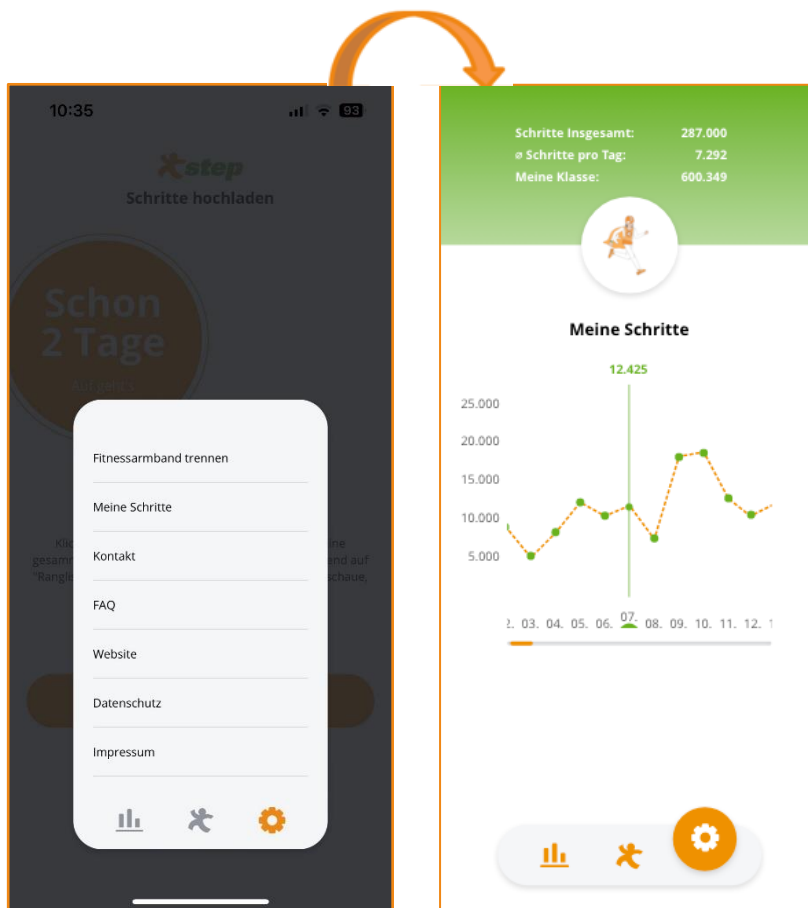 10:35
93
step
Schritte hochladen
Schon
2 Tage
Fitnessarmband trennen
Meine Schritte
Kontakt
FAQ
Website
Datenschutz
Impressum
Schritte Insgesamt: 287.000
ø Schritte pro Tag: 7.292
Meine Klasse: 600.349
Meine Schritte
12.425
25.000
20.000
15.000
10.000
5.000
03. 04. 05. 06. 07. 08. 09. 10. 11. 12.